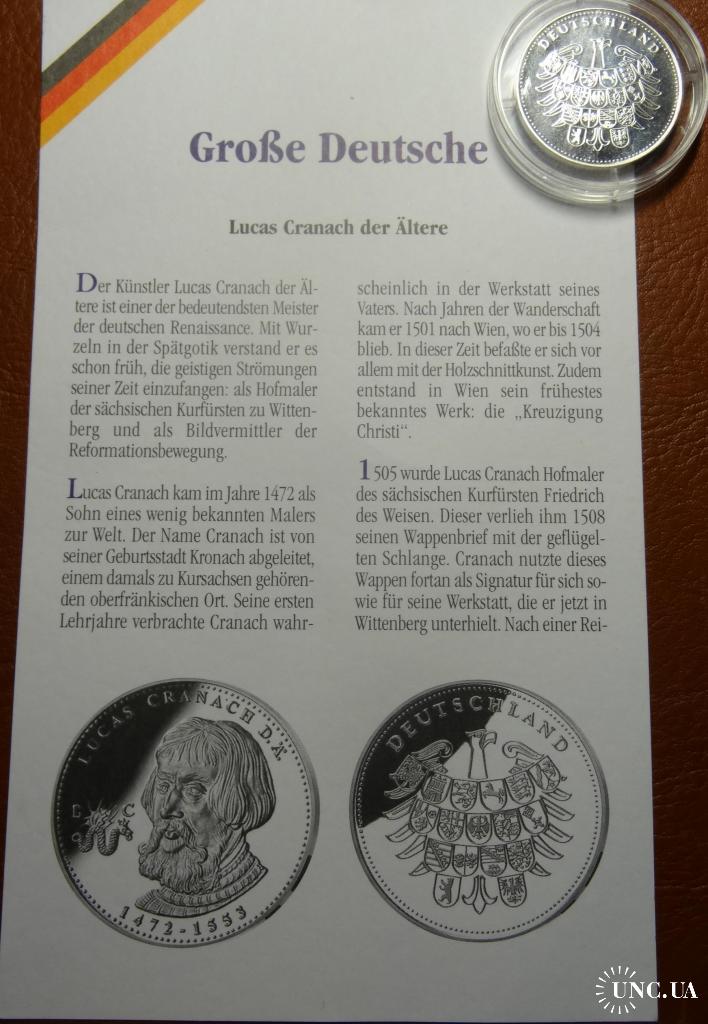 DEUTSCHLAND
Große Deutsche
Lucas Cranach der Ältere
Der Künstler Lucas Cranach der Äl-
tere ist einer der bedeutendsten Meister
der deutschen Renaissance. Mit Wur-
zeln in der Spätgotik verstand er es
schon früh, die geistigen Strömungen
seiner Zeit einzufangen: als Hofmaler
der sächsischen Kurfürsten zu Witten-
berg und als Bildvermittler der
Reformationsbewegung.
Lucas Cranach kam im Jahre 1472 als
Sohn eines wenig bekannten Malers
zur Welt. Der Name Cranach ist von
seiner Geburtsstadt Kronach abgeleitet,
einem damals zu Kursachsen gehören-
den oberfränkischen Ort. Seine ersten
Lehrjahre verbrachte Cranach wahr-
scheinlich in der Werkstatt seines
Vaters. Nach Jahren der Wanderschaft
kam er 1501 nach Wien, wo er bis 1504
blieb. In dieser Zeit befaßte er sich vor
allem mit der Holzschnittkunst. Zudem
entstand in Wien sein frühestes
bekanntes Werk: die „Kreuzigung
Christi“.
1505 wurde Lucas Cranach Hofmaler
des sächsischen Kurfürsten Friedrich
des Weisen. Dieser verlieh ihm 1508
seinen Wappenbrief mit der geflügel-
ten Schlange. Cranach nutzte dieses
Wappen fortan als Signatur für sich so-
wie für seine Werkstatt, die er jetzt in
Wittenberg unterhielt. Nach einer Rei-
LUCAS CRANACH D.Ä.
1472-1553
DEUTSCHLAND
UNC.UA